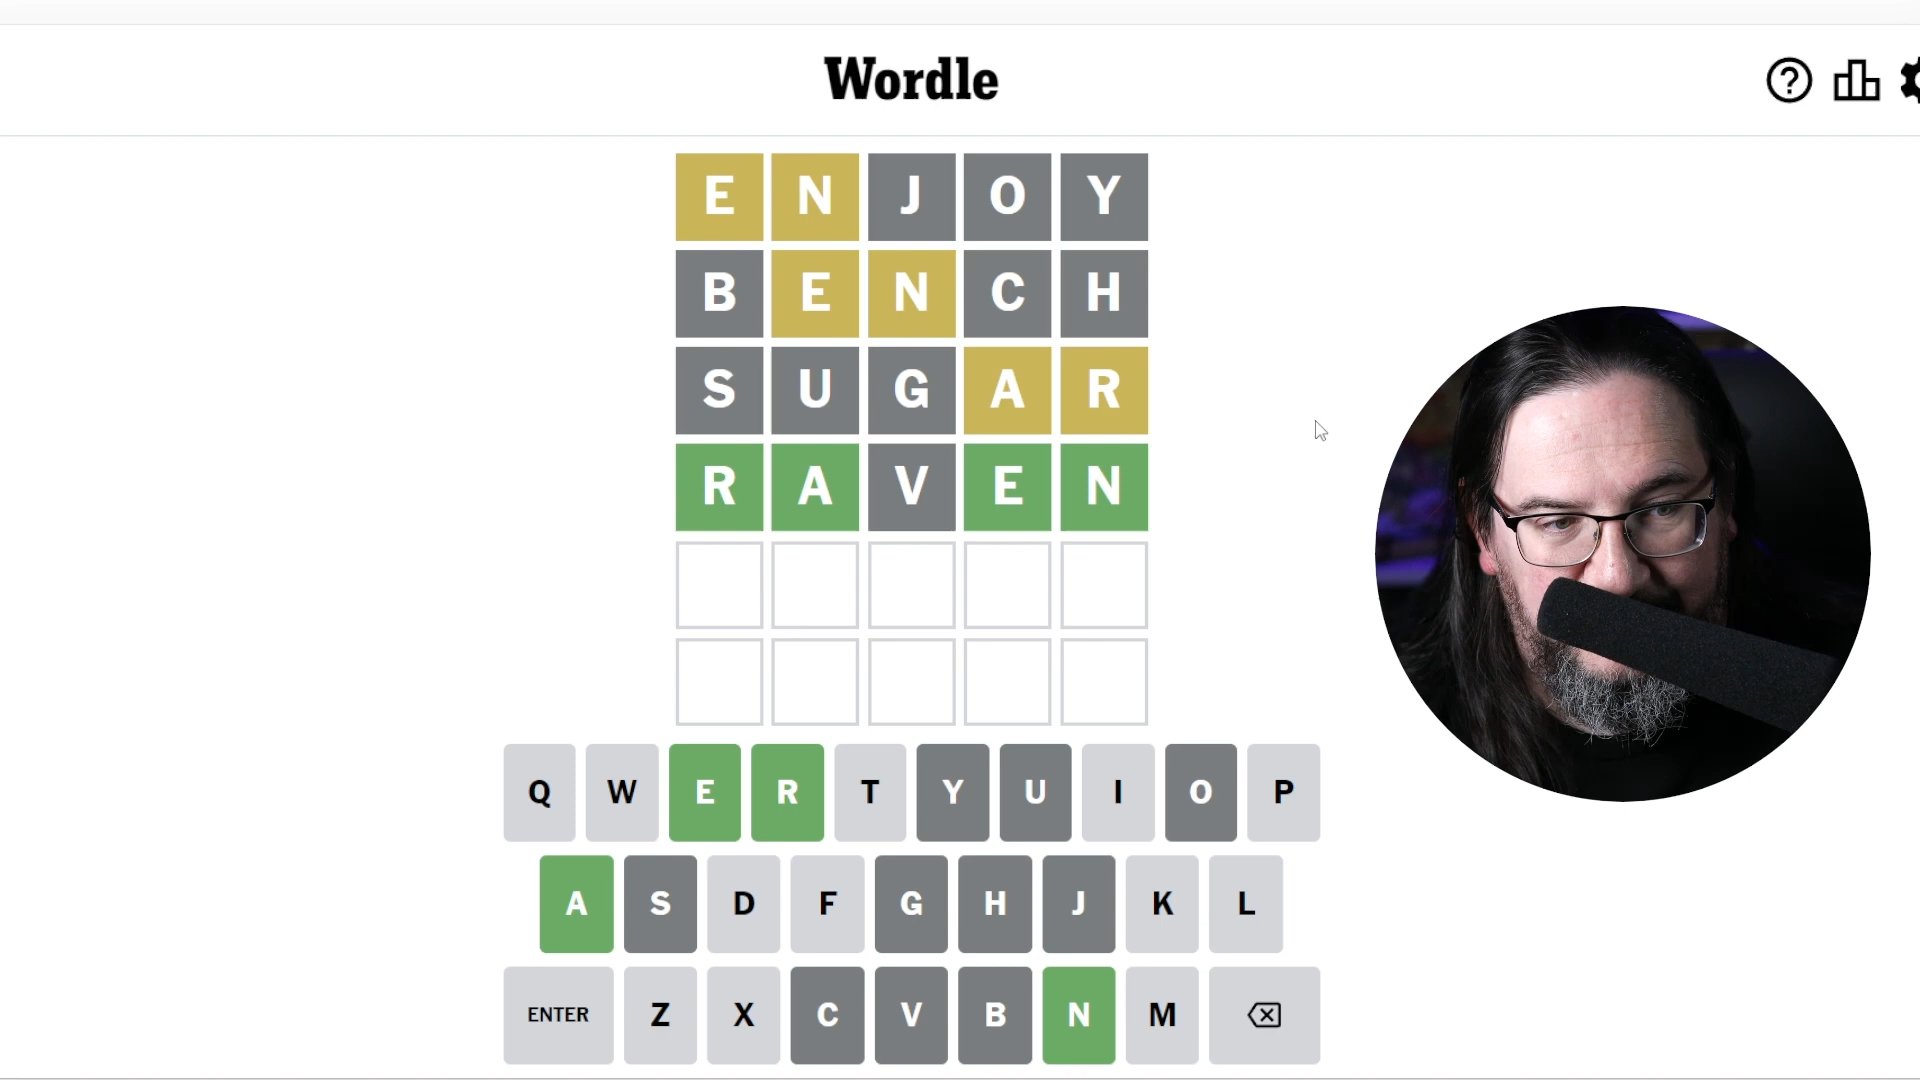 Wordle
E N J O Y
B E N C H
S U G A R
R A V E N
Q W E R T Y U I O P
A S D F G H J K L
ENTER Z X C V B N M